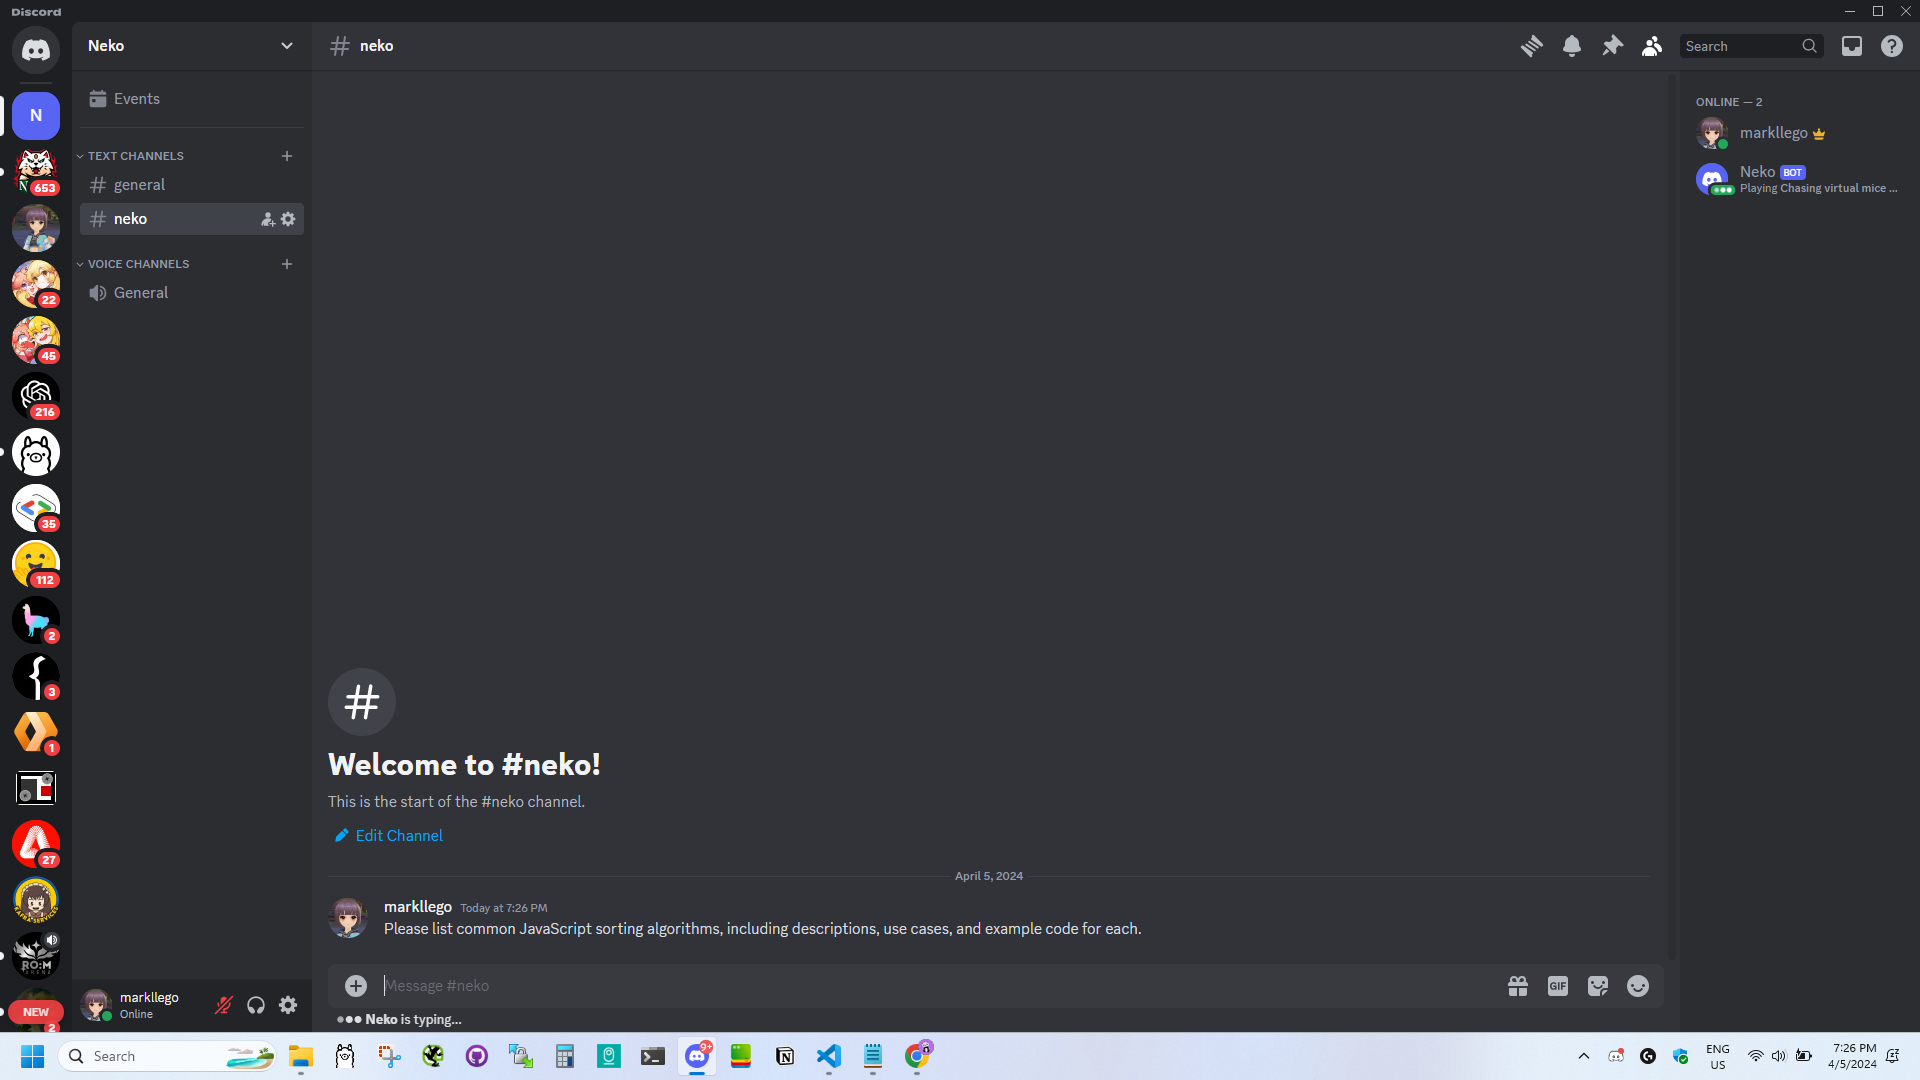 Discord
Neko
neko
Search
Events
TEXT CHANNELS
general
neko
VOICE CHANNELS
General
N
N 653
22
45
216
35
112
2
3
1
27
KAFKA SERVICES
RO:M
NEW
2
ONLINE — 2
markllego
Neko BOT
Playing Chasing virtual mice ...
#
Welcome to #neko!
This is the start of the #neko channel.
Edit Channel
April 5, 2024
markllego Today at 7:26 PM
Please list common JavaScript sorting algorithms, including descriptions, use cases, and example code for each.
Message #neko
GIF
Neko is typing...
markllego
Online
Search
9+
ENG
US
7:26 PM
4/5/2024